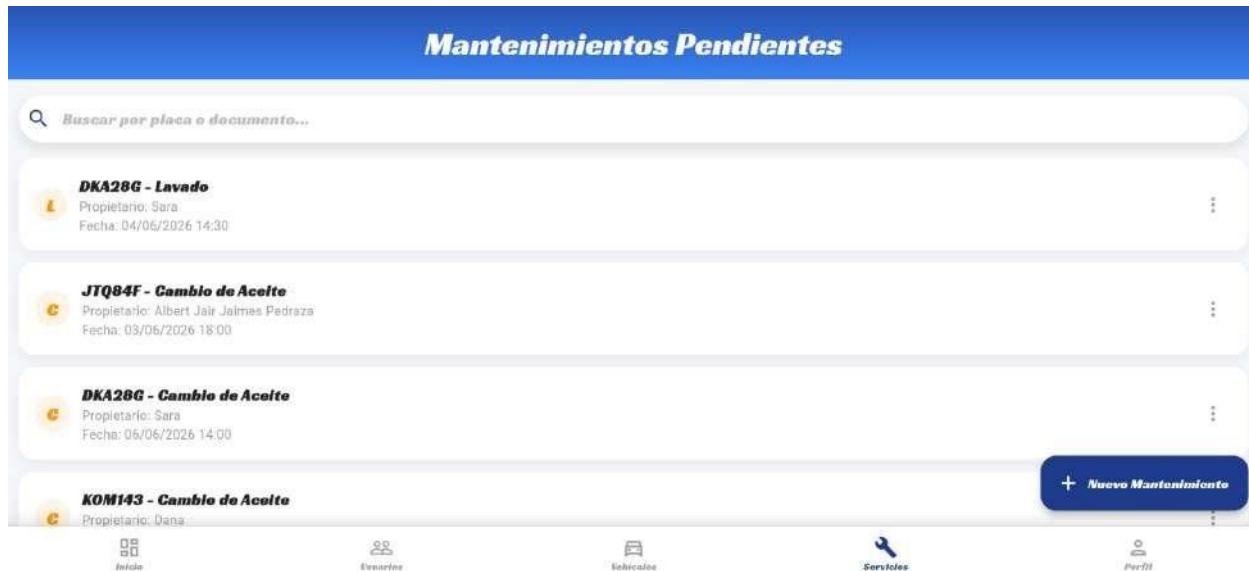 Mantenimientos Pendientes
Buscar por placa o documento...
DKA28G - Lavado
L
Propietario: Sara
Fecha: 04/06/2026 14:30
JTQ84F - Cambio de Aceite
C
Propietario: Albert Jair Jaimes Pedraza
Fecha: 03/06/2026 18:00
DKA28G - Cambio de Aceite
C
Propietario: Sara
Fecha: 06/06/2026 14:00
+ Nuevo Mantenimiento
KOM143 - Cambio de Aceite
C
Propietario: Dana
Inicio Usuarios Vehículos Servicios Perfil